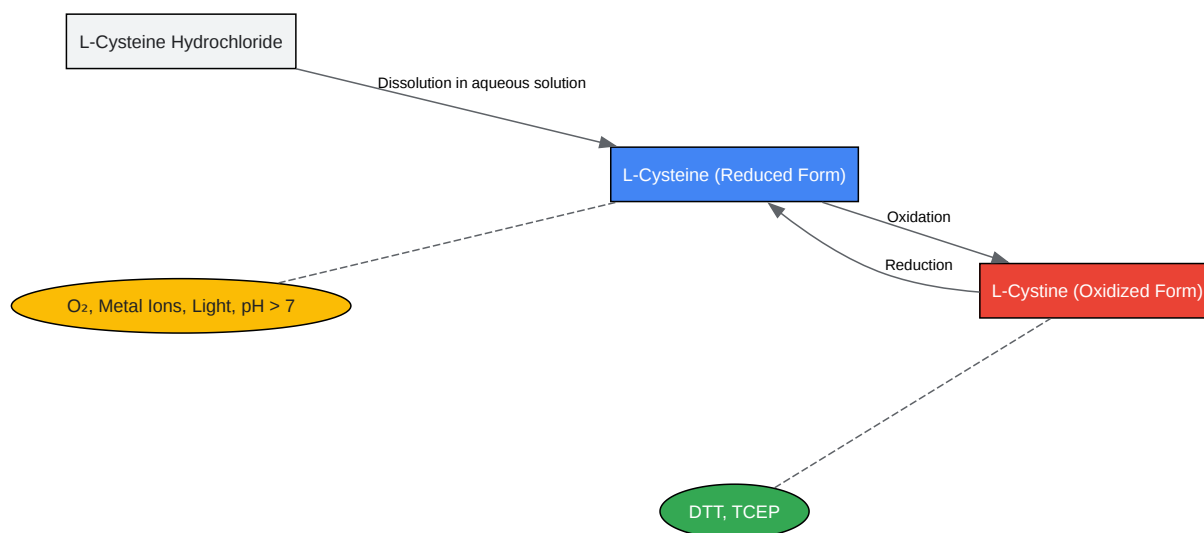 L-Cysteine Hydrochloride
Dissolution in aqueous solution
L-Cysteine (Reduced Form)
Oxidation
Reduction
L-Cystine (Oxidized Form)
O₂, Metal Ions, Light, pH > 7
DTT, TCEP